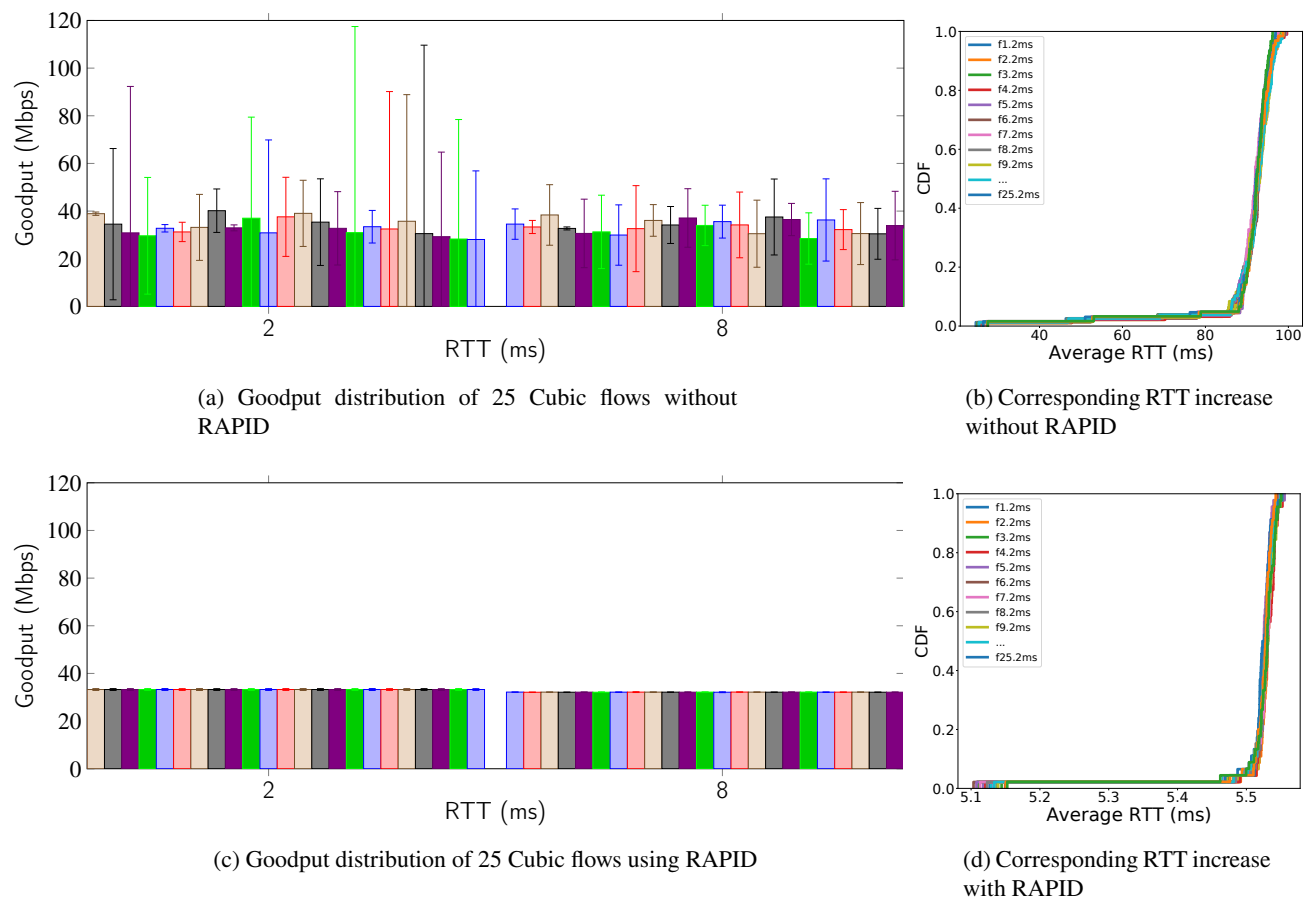 120
100
80
60
40
20
0
Goodput (Mbps)
2
8
RTT (ms)
(a) Goodput distribution of 25 Cubic flows without
RAPID
1.0
0.8
0.6
0.4
0.2
0.0
CDF
f1.2ms
f2.2ms
f3.2ms
f4.2ms
f5.2ms
f6.2ms
f7.2ms
f8.2ms
f9.2ms
...
f25.2ms
40
60
80
100
Average RTT (ms)
(b) Corresponding RTT increase
without RAPID
120
100
80
60
40
20
0
Goodput (Mbps)
2
8
RTT (ms)
(c) Goodput distribution of 25 Cubic flows using RAPID
1.0
0.8
0.6
0.4
0.2
0.0
CDF
f1.2ms
f2.2ms
f3.2ms
f4.2ms
f5.2ms
f6.2ms
f7.2ms
f8.2ms
f9.2ms
...
f25.2ms
5.1
5.2
5.3
5.4
5.5
Average RTT (ms)
(d) Corresponding RTT increase
with RAPID